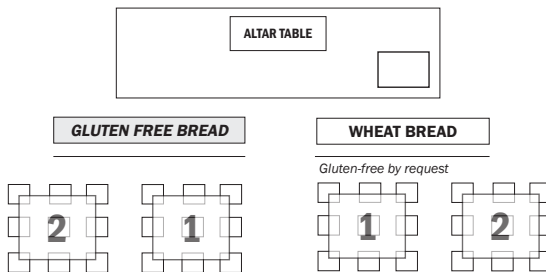 ALTAR TABLE
GLUTEN FREE BREAD
WHEAT BREAD
Gluten-free by request
2
1
1
2